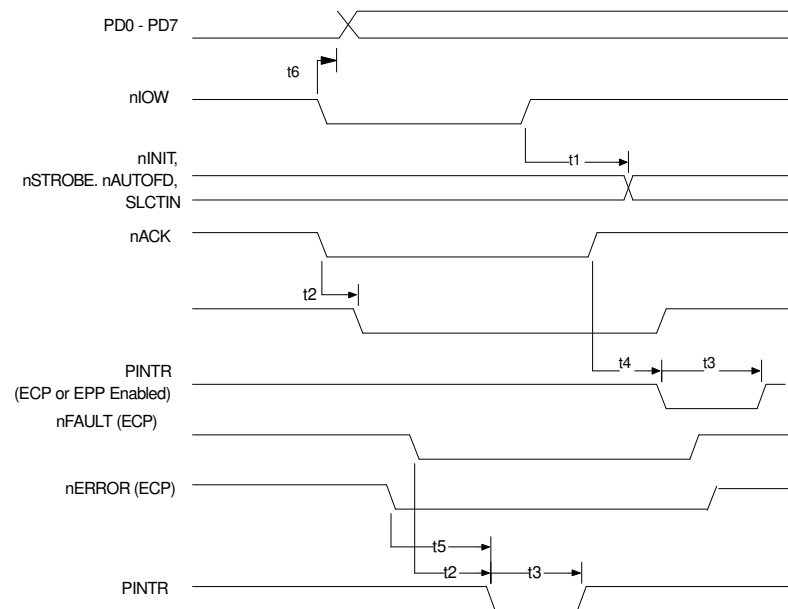 PD0 - PD7
t6
nIOW
t1
nINIT,
nSTROBE. nAUTOFD,
SLCTIN
nACK
t2
t4
t3
PINTR
(ECP or EPP Enabled)
nFAULT (ECP)
nERROR (ECP)
t5
t2
t3
PINTR